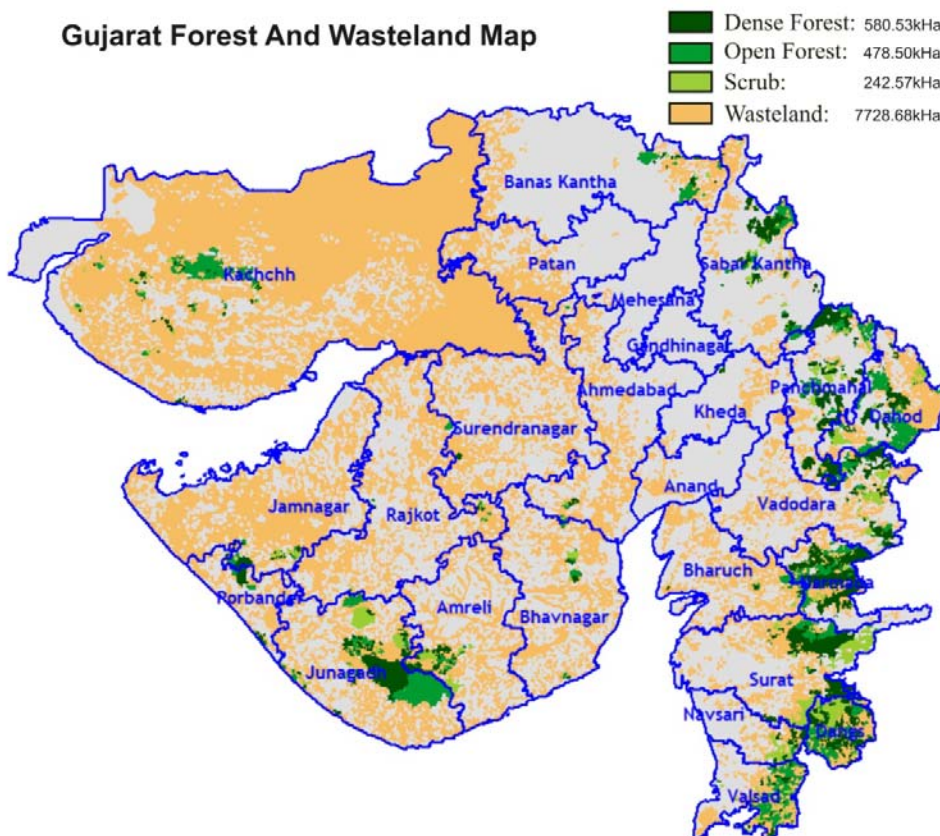 Gujarat Forest And Wasteland Map
Dense Forest: 580.53kHa
Open Forest: 478.50kHa
Scrub: 242.57kHa
Wasteland: 7728.68kHa
Banas Kantha
Kachchh
Patan
Sabar Kantha
Mehesana
Gandhinagar
Ahmedabad
Panchmahal
Kheda
Dahod
Surendranagar
Anand
Vadodara
Jamnagar
Rajkot
Bharuch
Narmada
Porbander
Amreli
Bhavnagar
Junagadh
Surat
Navsari
Dangs
Valsad